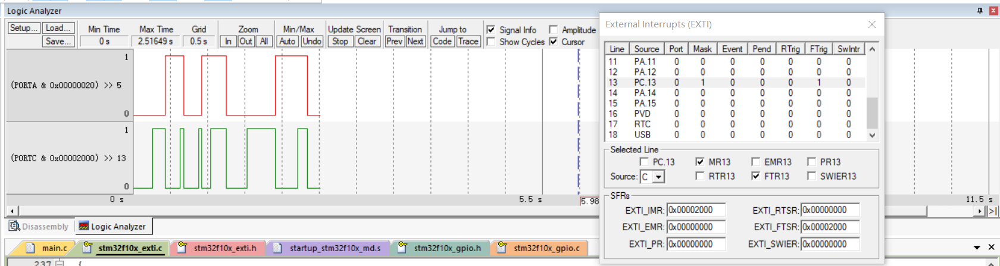 Logic Analyzer
Setup... Load... Min Time Max Time Grid Zoom Min/Max Update Screen Transition Jump to Signal Info Amplitude
Save... 0 s 2.51649 s 0.5 s In Out All Auto Undo Stop Clear Prev Next Code Trace Show Cycles Cursor
1
(PORTA & 0x00000020) >> 5
0
1
(PORTC & 0x00002000) >> 13
0
0 s 5.5 s 5.98 11.5 s
Disassembly Logic Analyzer
main.c stm32f10x_exti.c stm32f10x_exti.h startup_stm32f10x_md.s stm32f10x_gpio.h stm32f10x_gpio.c
237 {
External Interrupts (EXTI)
Line Source Port Mask Event Pend RTrig FTrig SwIntr
11 PA.11 0 0 0 0 0 0 0
12 PA.12 0 0 0 0 0 0 0
13 PC.13 0 1 0 0 0 1 0
14 PA.14 0 0 0 0 0 0 0
15 PA.15 0 0 0 0 0 0 0
16 PVD 0 0 0 0 0 0 0
17 RTC 0 0 0 0 0 0 0
18 USB 0 0 0 0 0 0 0
Selected Line
PC.13 MR13 EMR13 PR13
Source: C RTR13 FTR13 SWIER13
SFRs
EXTI_IMR: 0x00002000 EXTI_RTSR: 0x00000000
EXTI_EMR: 0x00000000 EXTI_FTSR: 0x00002000
EXTI_PR: 0x00000000 EXTI_SWIER: 0x00000000